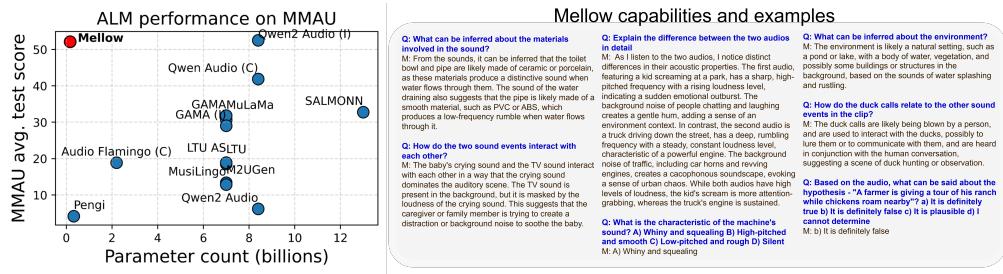 ALM performance on MMAU
MMAU avg. test score
50
40
30
20
10
Mellow
Qwen2 Audio (I)
Qwen Audio (C)
SALMONN
GAMAMuLaMa
GAMA (
Audio Flamingo (C)
LTU AS
LTU
MusiLingo
M2UGen
Qwen2 Audio
Pengi
0
2
4
6
8
10
12
Parameter count (billions)
Mellow capabilities and examples
Q: What can be inferred about the materials
involved in the sound?
M: From the sounds, it can be inferred that the toilet
bowl and pipe are likely made of ceramic or porcelain,
as these materials produce a distinctive sound when
water flows through them. The sound of the water
draining also suggests that the pipe is likely made of a
smooth material, such as PVC or ABS, which
produces a low-frequency rumble when water flows
through it.
Q: How do the two sound events interact with
each other?
M: The baby's crying sound and the TV sound interact
with each other in a way that the crying sound
dominates the auditory scene. The TV sound is
present in the background, but it is masked by the
loudness of the crying sound. This suggests that the
caregiver or family member is trying to create a
distraction or background noise to soothe the baby.
Q: Explain the difference between the two audios
in detail
M: As I listen to the two audios, I notice distinct
differences in their acoustic properties. The first audio,
featuring a kid screaming at a park, has a sharp, high-
pitched frequency with a rising loudness level,
indicating a sudden emotional outburst. The
background noise of people chatting and laughing
creates a gentle hum, adding a sense of an
environment context. In contrast, the second audio is
a truck driving down the street, has a deep, rumbling
frequency with a steady, constant loudness level,
characteristic of a powerful engine. The background
noise of traffic, including car horns and revving
engines, creates a cacophonous soundscape, evoking
a sense of urban chaos. While both audios have high
levels of loudness, the kid's scream is more attention-
grabbing, whereas the truck's engine is sustained.
Q: What is the characteristic of the machine's
sound? A) Whiny and squealing B) High-pitched
and smooth C) Low-pitched and rough D) Silent
M: A) Whiny and squealing
Q: What can be inferred about the environment?
M: The environment is likely a natural setting, such as
a pond or lake, with a body of water, vegetation, and
possibly some buildings or structures in the
background, based on the sounds of water splashing
and rustling.
Q: How do the duck calls relate to the other sound
events in the clip?
M: The duck calls are likely being blown by a person,
and are used to interact with the ducks, possibly to
lure them or to communicate with them, and are heard
in conjunction with the human conversation,
suggesting a scene of duck hunting or observation.
Q: Based on the audio, what can be said about the
hypothesis - "A farmer is giving a tour of his ranch
while chickens roam nearby"? a) It is definitely
true b) It is definitely false c) It is plausible d) I
cannot determine
M: b) It is definitely false